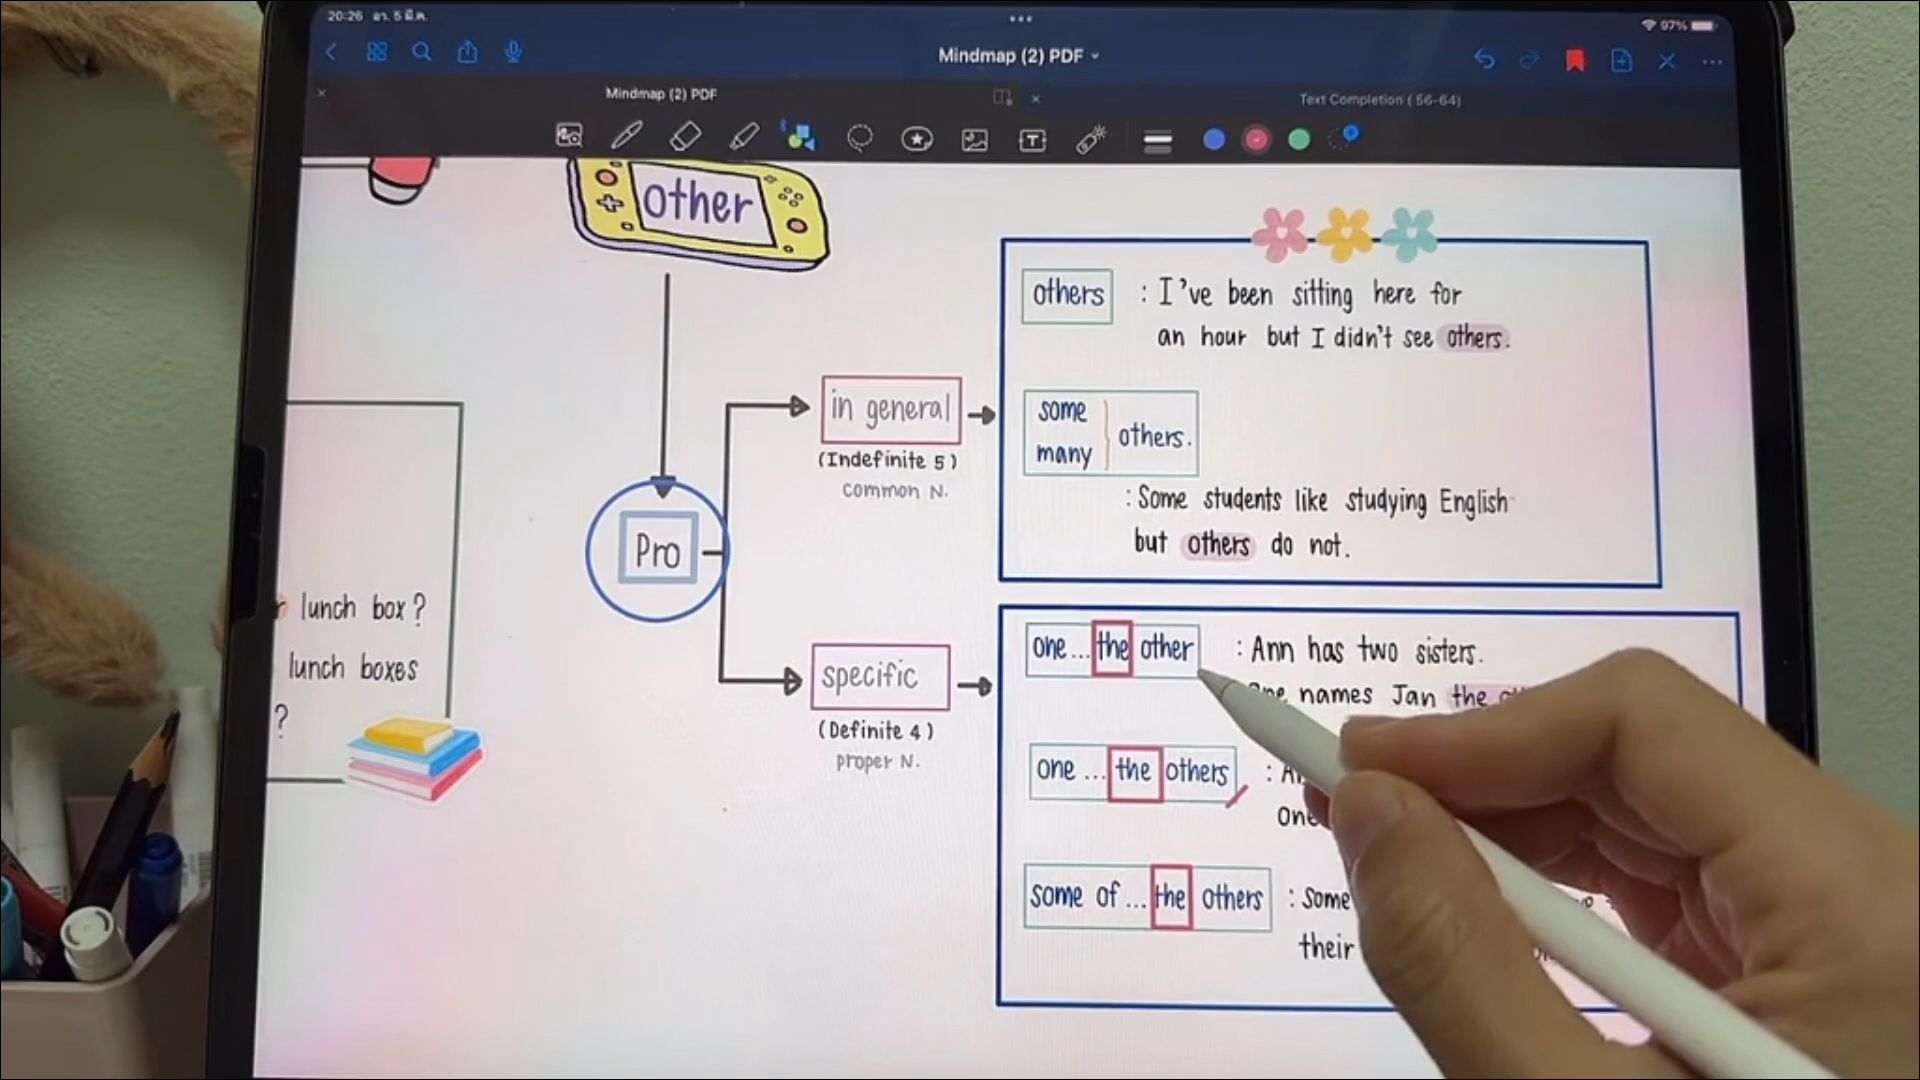 20:26 อา. 5 มี.ค.
97%
Mindmap (2) PDF
Mindmap (2) PDF
Text Completion ( 56-64)
T
other
others
: I've been sitting here for
an hour but I didn't see others.
in general
(Indefinite 5)
common N.
some
many
others.
: Some students like studying English
but others do not.
Pro
lunch box?
lunch boxes
?
specific
(Definite 4)
proper N.
one... the other
: Ann has two sisters.
names Jan the
one ... the others
:
One
some of ... the others
: Some
their